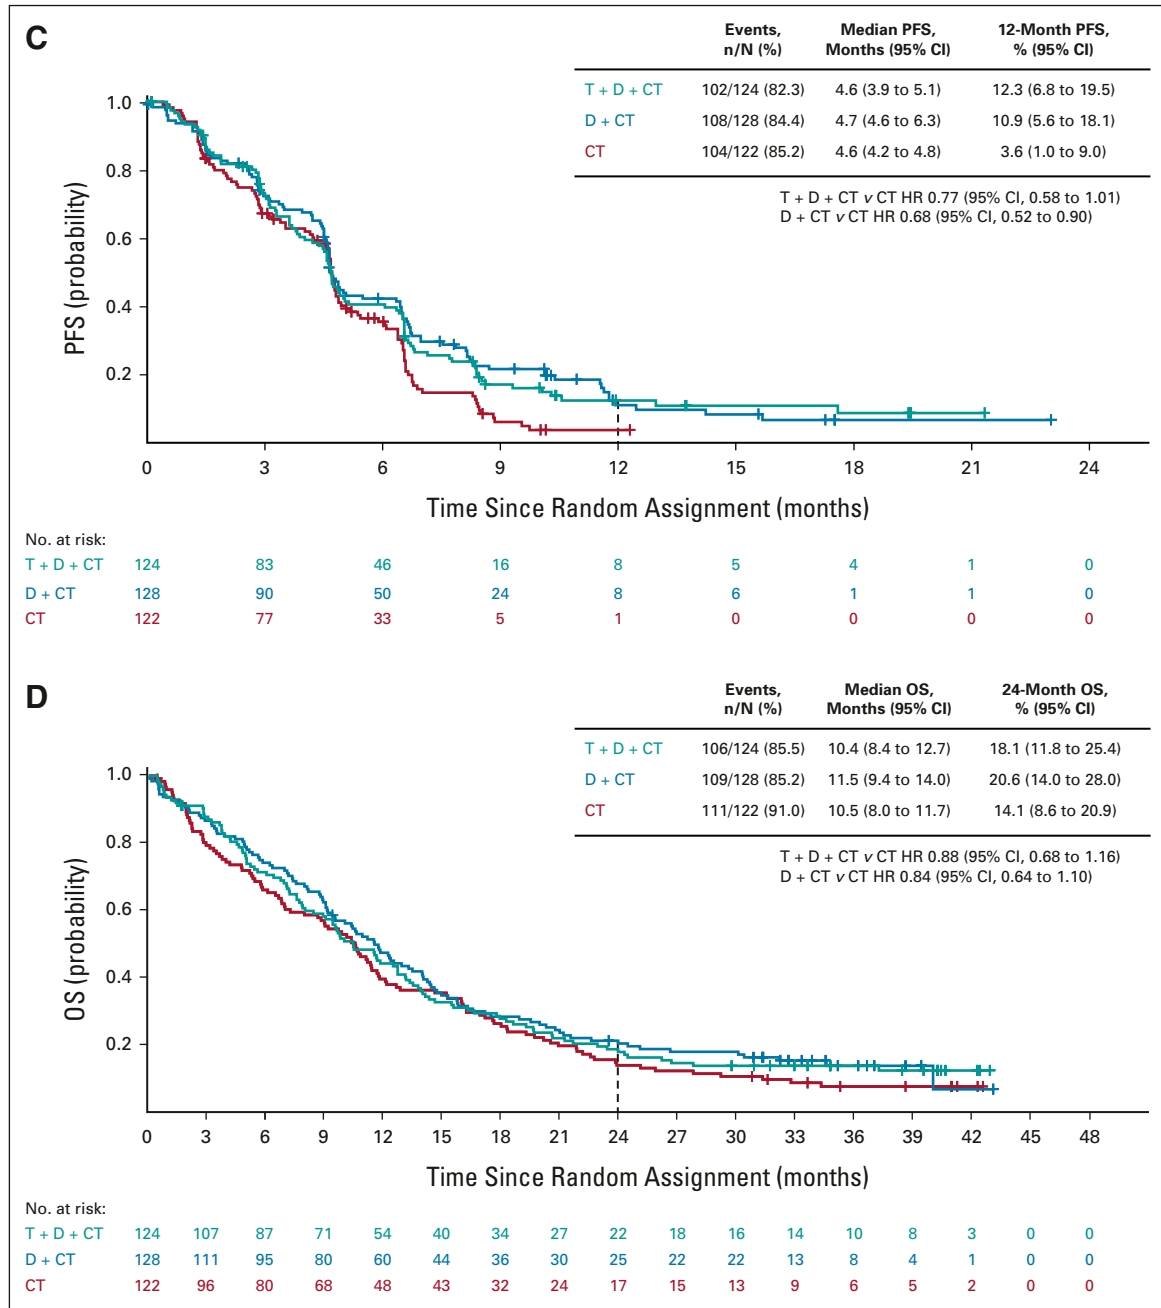 C
Events, Median PFS, 12-Month PFS,
n/N (%) Months (95% CI) % (95% CI)
T + D + CT 102/124 (82.3) 4.6 (3.9 to 5.1) 12.3 (6.8 to 19.5)
D + CT 108/128 (84.4) 4.7 (4.6 to 6.3) 10.9 (5.6 to 18.1)
CT 104/122 (85.2) 4.6 (4.2 to 4.8) 3.6 (1.0 to 9.0)
T + D + CT v CT HR 0.77 (95% CI, 0.58 to 1.01)
D + CT v CT HR 0.68 (95% CI, 0.52 to 0.90)
PFS (probability)
1.0
0.8
0.6
0.4
0.2
0 3 6 9 12 15 18 21 24
Time Since Random Assignment (months)
No. at risk:
T + D + CT 124 83 46 16 8 5 4 1 0
D + CT 128 90 50 24 8 6 1 1 0
CT 122 77 33 5 1 0 0 0 0
D
Events, Median OS, 24-Month OS,
n/N (%) Months (95% CI) % (95% CI)
T + D + CT 106/124 (85.5) 10.4 (8.4 to 12.7) 18.1 (11.8 to 25.4)
D + CT 109/128 (85.2) 11.5 (9.4 to 14.0) 20.6 (14.0 to 28.0)
CT 111/122 (91.0) 10.5 (8.0 to 11.7) 14.1 (8.6 to 20.9)
T + D + CT v CT HR 0.88 (95% CI, 0.68 to 1.16)
D + CT v CT HR 0.84 (95% CI, 0.64 to 1.10)
OS (probability)
1.0
0.8
0.6
0.4
0.2
0 3 6 9 12 15 18 21 24 27 30 33 36 39 42 45 48
Time Since Random Assignment (months)
No. at risk:
T + D + CT 124 107 87 71 54 40 34 27 22 18 16 14 10 8 3 0 0
D + CT 128 111 95 80 60 44 36 30 25 22 22 13 8 4 1 0 0
CT 122 96 80 68 48 43 32 24 17 15 13 9 6 5 2 0 0